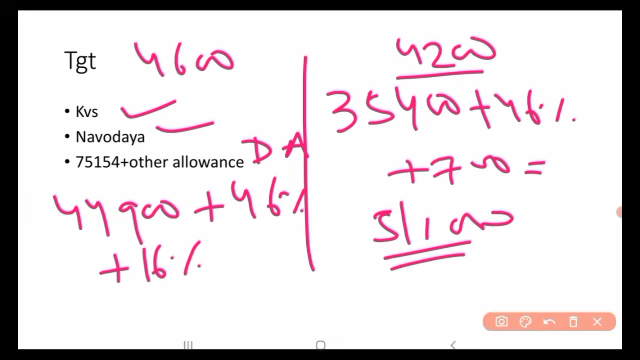 Tgt 4600
• Kvs
• Navodaya
• 75154+other allowance
DA
44900 + 46%
+ 16%
4200
35400 + 46%
+ 700 =
51100